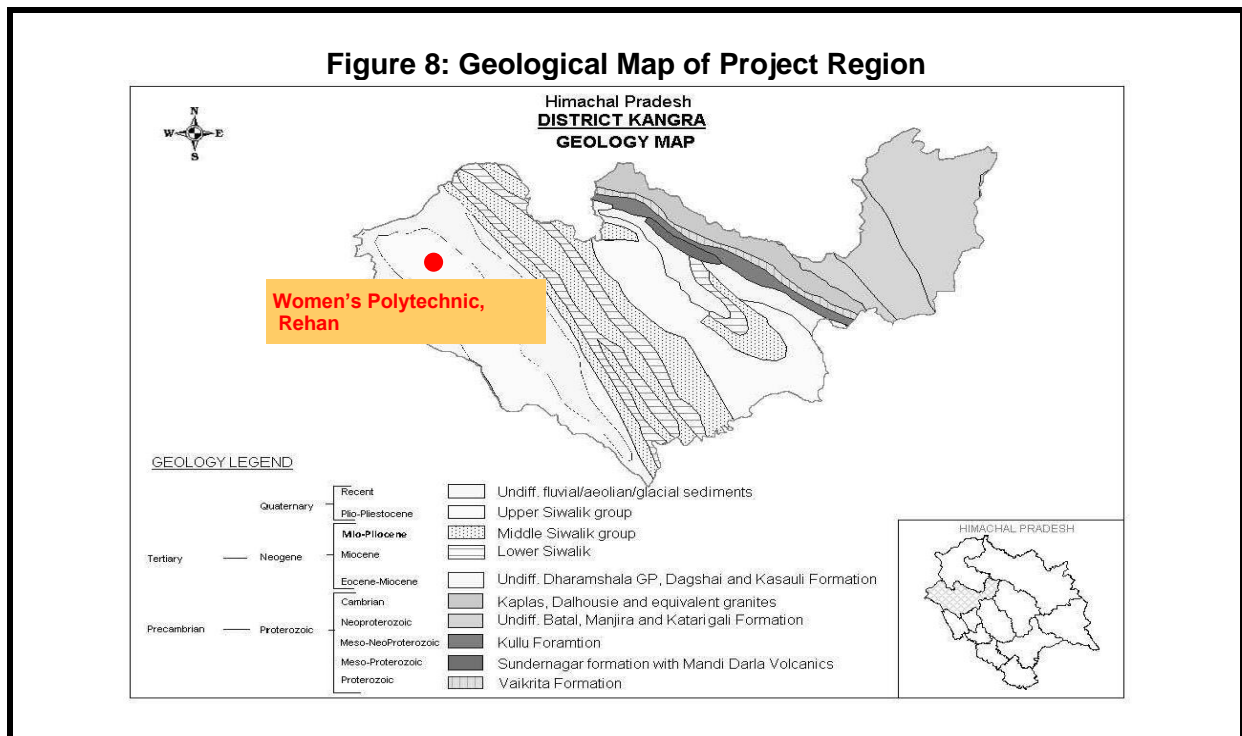 Figure 8: Geological Map of Project Region
Himachal Pradesh
DISTRICT KANGRA
GEOLOGY MAP
N
W E
S
Women's Polytechnic,
Rehan
GEOLOGY LEGEND
Recent Undiff. fluvial/aeolian/glacial sediments
Quaternary
Plio-Pliestocene Upper Siwalik group
Mio-Pliocene Middle Siwalik group
Tertiary Neogene Miocene Lower Siwalik
Eocene-Miocene Undiff. Dharamshala GP, Dagshai and Kasauli Formation
Cambrian Kaplas, Dalhousie and equivalent granites
Neoproterozoic Undiff. Batal, Manjira and Katarigali Formation
Precambrian Proterozoic
Meso-NeoProterozoic Kullu Foramtion
Meso-Proterozoic Sundernagar formation with Mandi Darla Volcanics
Proterozoic Vaikrita Formation
HIMACHAL PRADESH